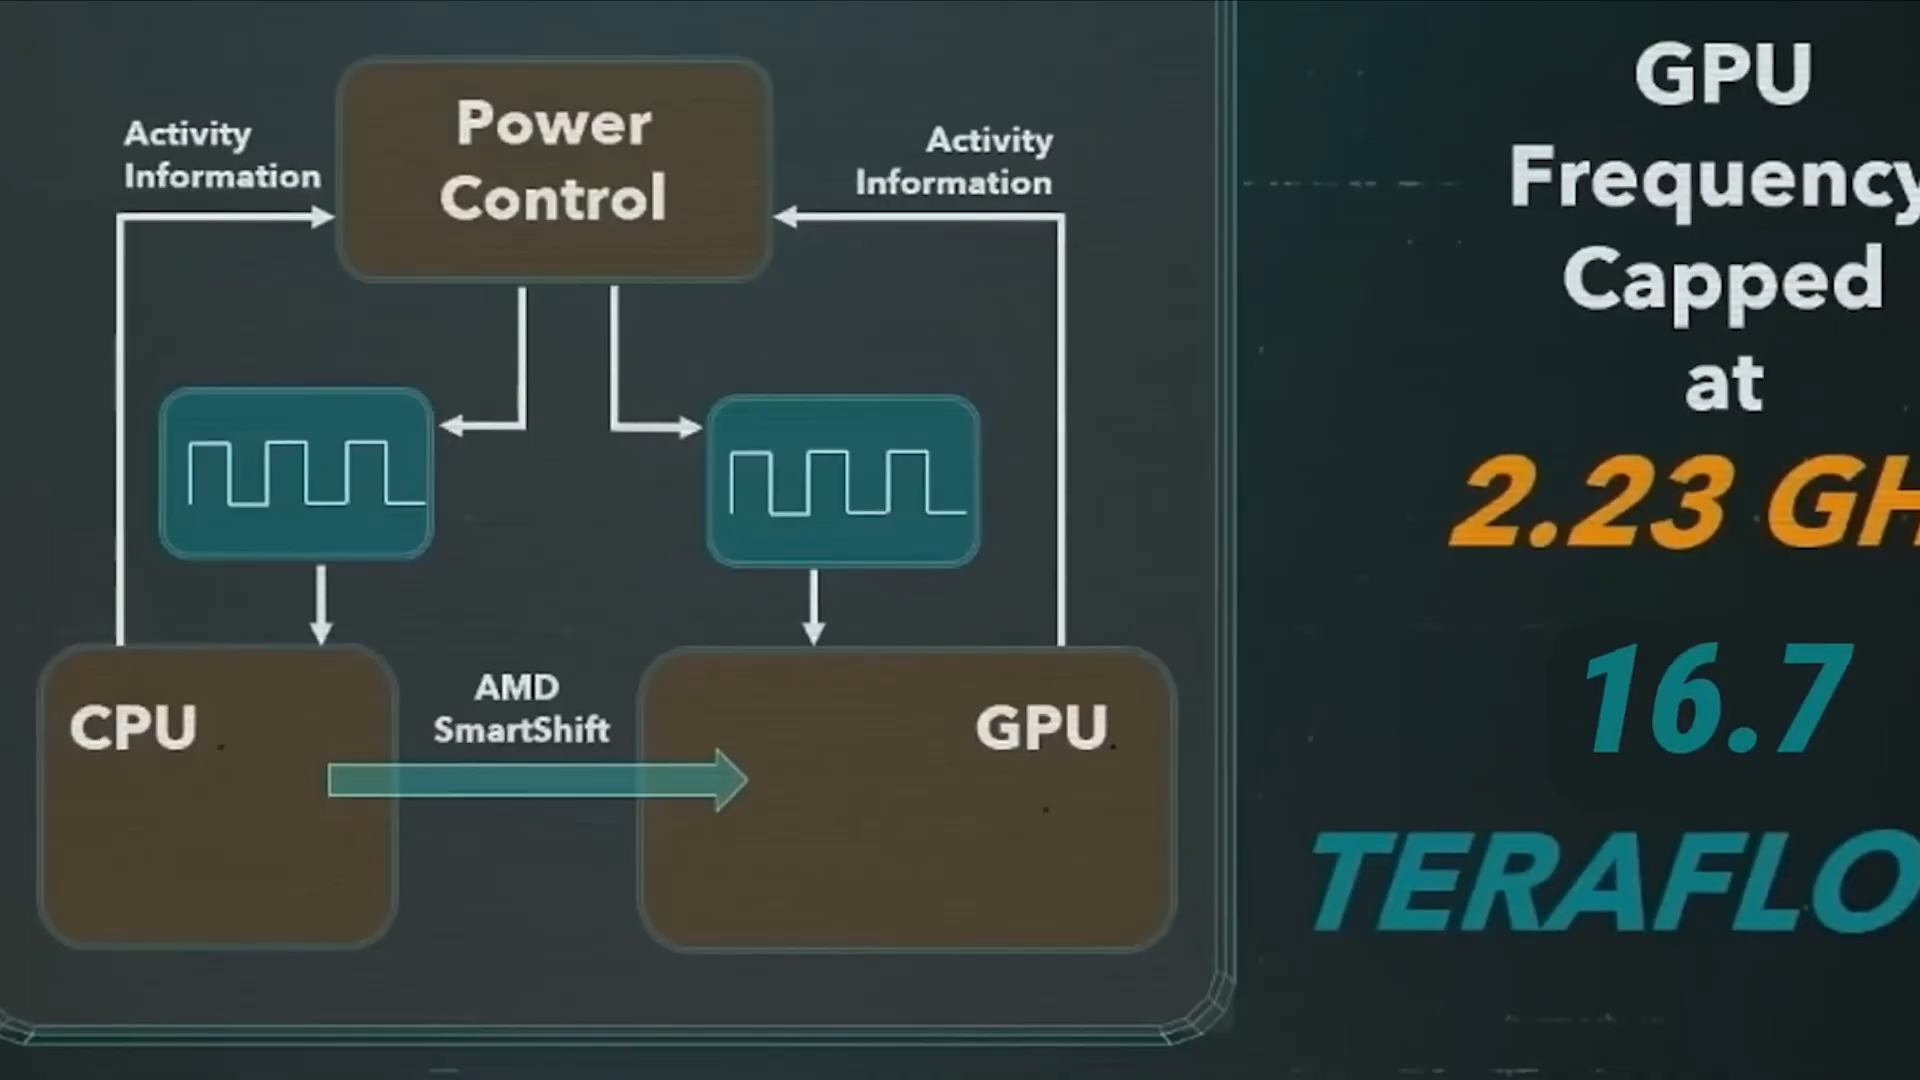 Power
Control
Activity
Information
Activity
Information
CPU
AMD
SmartShift
GPU
GPU
Frequency
Capped
at
2.23 GH
16.7
TERAFLO